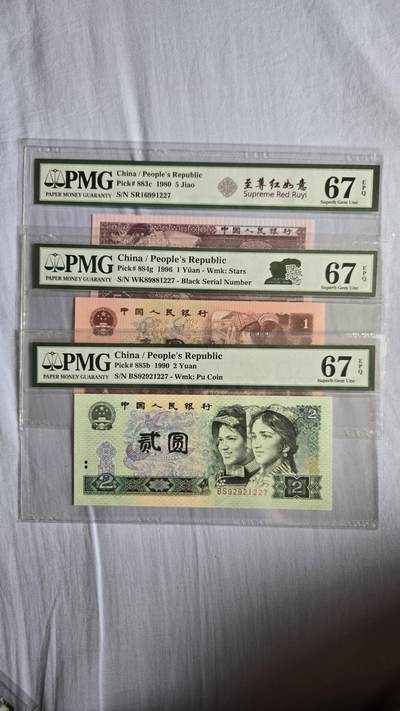 PMG
PAPER MONEY GUARANTY
China / People's Republic
Pick# 883c 1980 5 Jiao
S/N SR16991227
至尊红如意
Supreme Red Ruyi
67 EPQ
Superb Gem Unc
中国人民银行
PMG
PAPER MONEY GUARANTY
China / People's Republic
Pick# 884g 1996 1 Yüan - Wmk: Stars
S/N WK89881227 - Black Serial Number
67 EPQ
Superb Gem Unc
中国人民银行
1
PMG
PAPER MONEY GUARANTY
China / People's Republic
Pick# 885b 1990 2 Yuan
S/N BS92921227 - Wmk: Pu Coin
67 EPQ
Superb Gem Unc
中国人民银行
2
贰圆
BS92921227
2
2